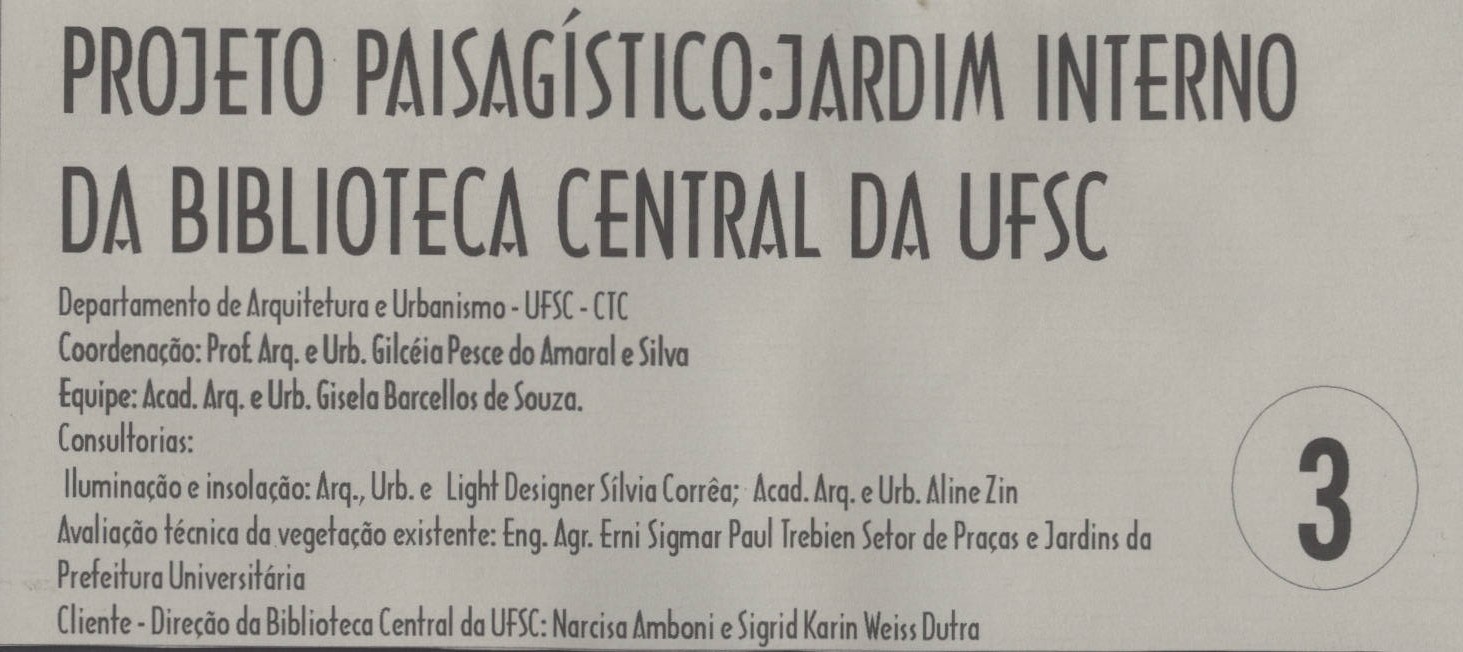 PROJETO PAISAGÍSTICO:JARDIM INTERNO
DA BIBLIOTECA CENTRAL DA UFSC
Departamento de Arquitetura e Urbanismo - UFSC - CTC
Coordenação: Prof. Arq. e Urb. Gilcéia Pesce do Amaral e Silva
Equipe: Acad. Arq. e Urb. Gisela Barcellos de Souza.
Consultorias:
Iluminação e insolação: Arq., Urb. e Light Designer Sílvia Corrêa; Acad. Arq. e Urb. Aline Zin
Avaliação técnica da vegetação existente: Eng. Agr. Erni Sigmar Paul Trebien Setor de Praças e Jardins da
Prefeitura Universitária
Cliente - Direção da Biblioteca Central da UFSC: Narcisa Amboni e Sigrid Karin Weiss Dutra
3